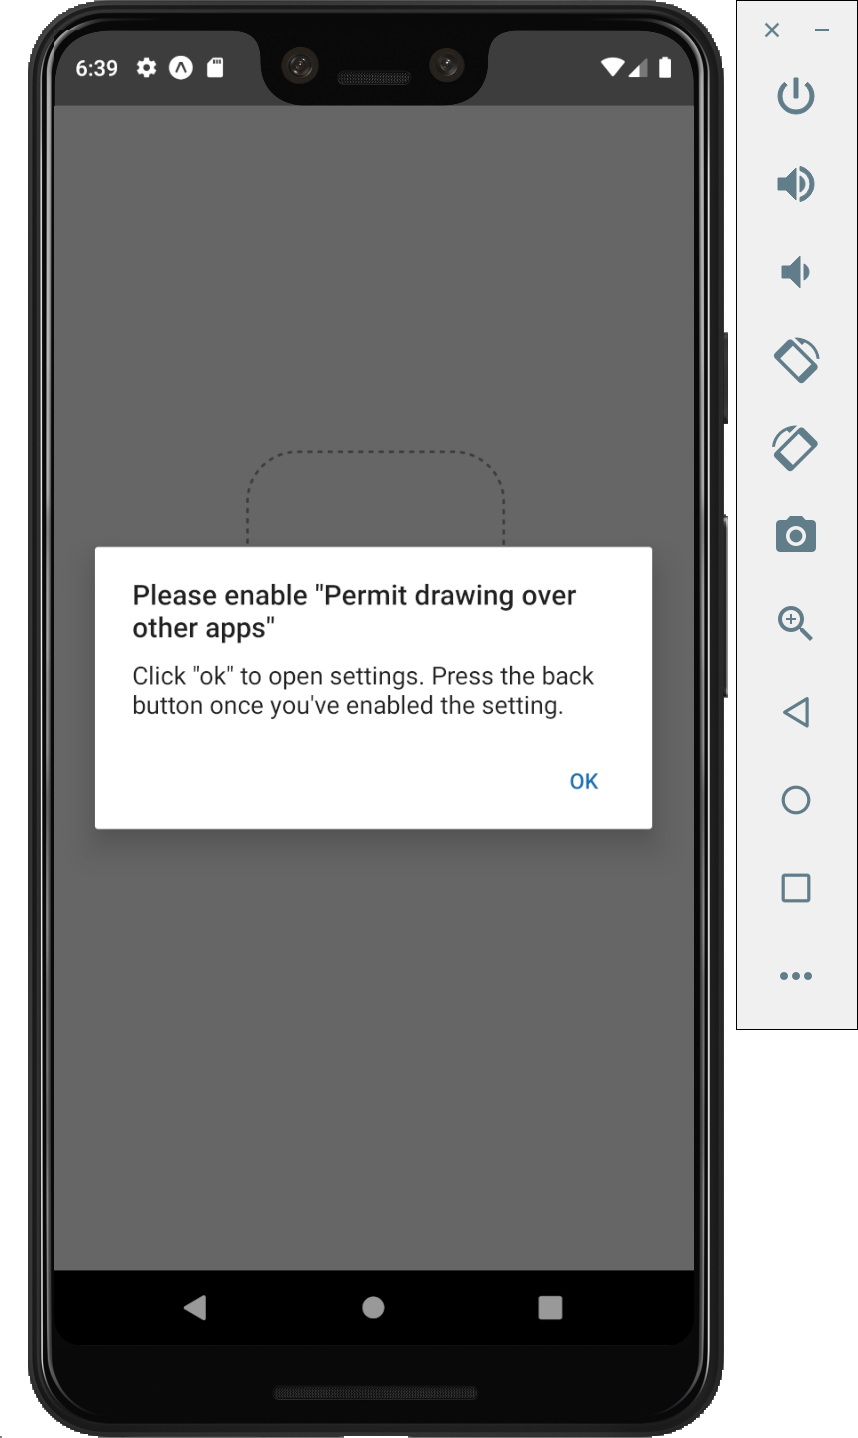 6:39
Please enable "Permit drawing over
other apps"
Click "ok" to open settings. Press the back
button once you've enabled the setting.
OK